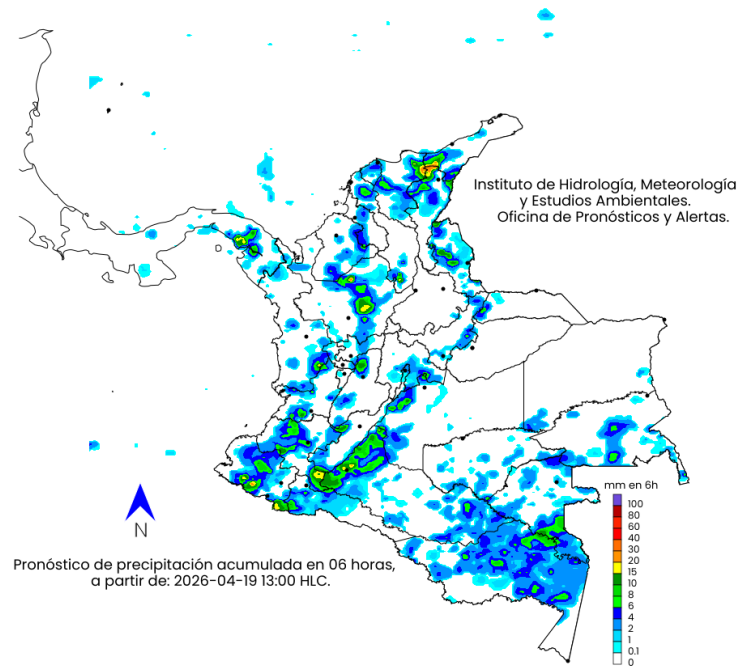 Instituto de Hidrología, Meteorología
y Estudios Ambientales.
Oficina de Pronósticos y Alertas.
mm en 6h
100
80
60
40
30
20
15
10
8
6
4
2
1
0.1
0
N
Pronóstico de precipitación acumulada en 06 horas,
a partir de: 2026-04-19 13:00 HLC.